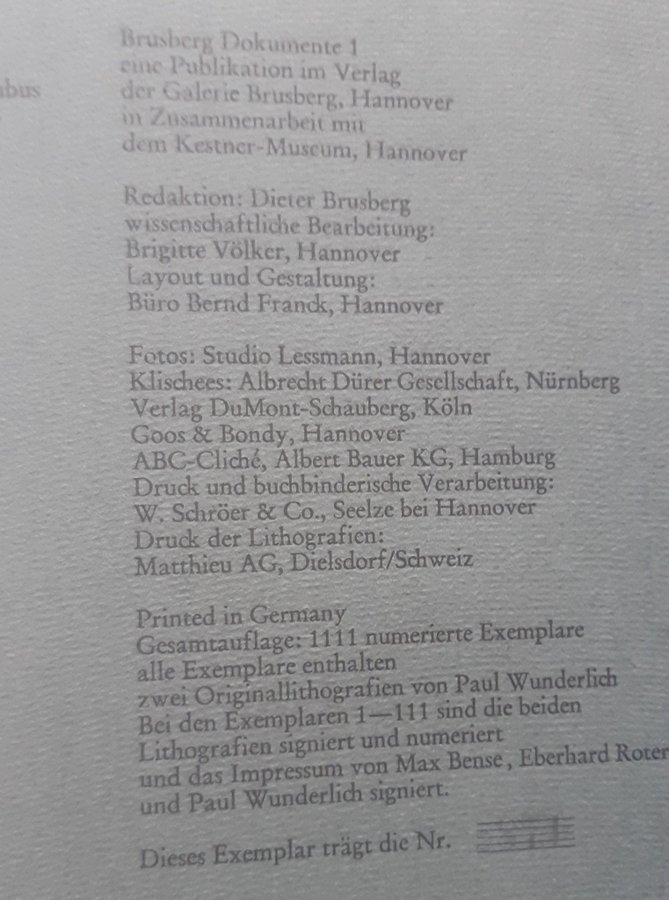 Brusberg Dokumente 1
eine Publikation im Verlag
der Galerie Brusberg, Hannover
in Zusammenarbeit mit
dem Kestner-Museum, Hannover
Redaktion: Dieter Brusberg
wissenschaftliche Bearbeitung:
Brigitte Völker, Hannover
Layout und Gestaltung:
Büro Bernd Franck, Hannover
Fotos: Studio Lessmann, Hannover
Klischees: Albrecht Dürer Gesellschaft, Nürnberg
Verlag DuMont-Schauberg, Köln
Goos & Bondy, Hannover
ABC-Cliché, Albert Bauer KG, Hamburg
Druck und buchbinderische Verarbeitung:
W. Schröer & Co., Seelze bei Hannover
Druck der Lithografien:
Matthieu AG, Dielsdorf/Schweiz
Printed in Germany
Gesamtauflage: 1111 numerierte Exemplare
alle Exemplare enthalten
zwei Originallithografien von Paul Wunderlich
Bei den Exemplaren 1—111 sind die beiden
Lithografien signiert und numeriert
und das Impressum von Max Bense, Eberhard Roter
und Paul Wunderlich signiert.
Dieses Exemplar trägt die Nr.